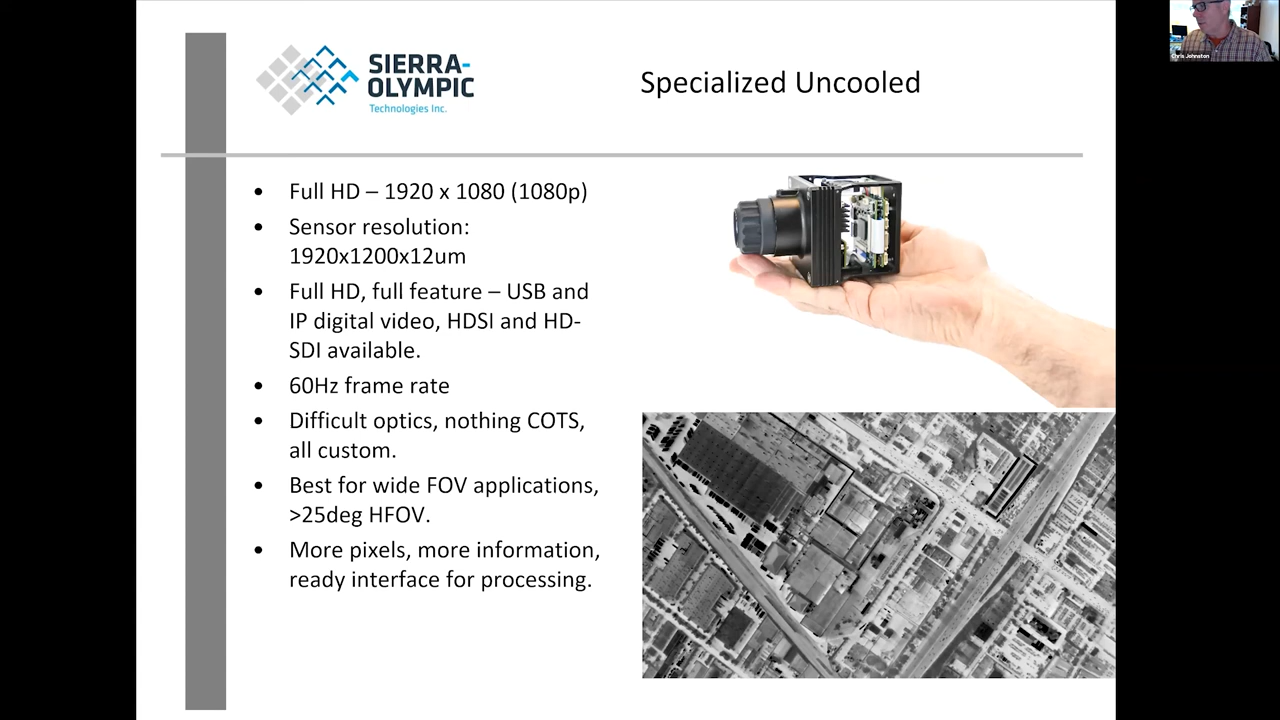 SIERRA-
OLYMPIC
Technologies Inc.
Specialized Uncooled
Chris Johnston
• Full HD – 1920 x 1080 (1080p)
• Sensor resolution:
1920x1200x12um
• Full HD, full feature – USB and
IP digital video, HDSI and HD-
SDI available.
• 60Hz frame rate
• Difficult optics, nothing COTS,
all custom.
• Best for wide FOV applications,
>25deg HFOV.
• More pixels, more information,
ready interface for processing.